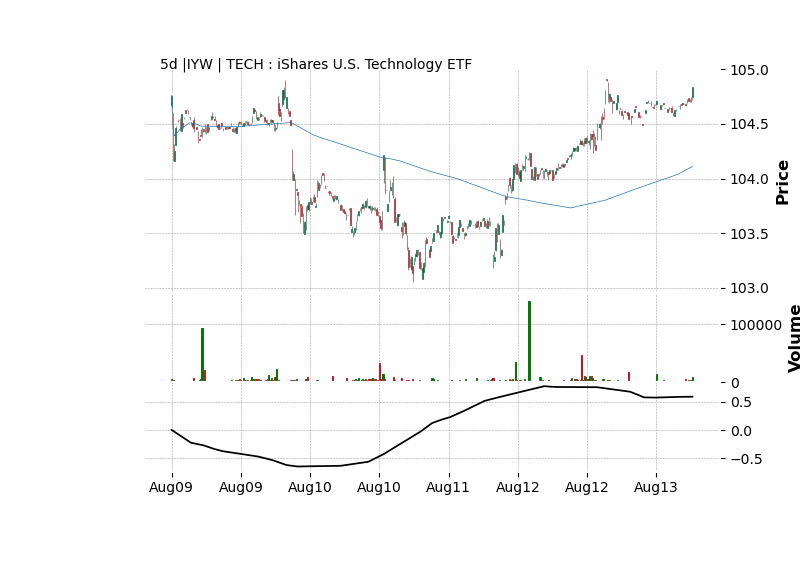 5d |IYW | TECH : iShares U.S. Technology ETF
105.0
104.5
104.0
103.5
103.0
Price
100000
0
Volume
0.5
0.0
−0.5
Aug09 Aug09 Aug10 Aug10 Aug11 Aug12 Aug12 Aug13